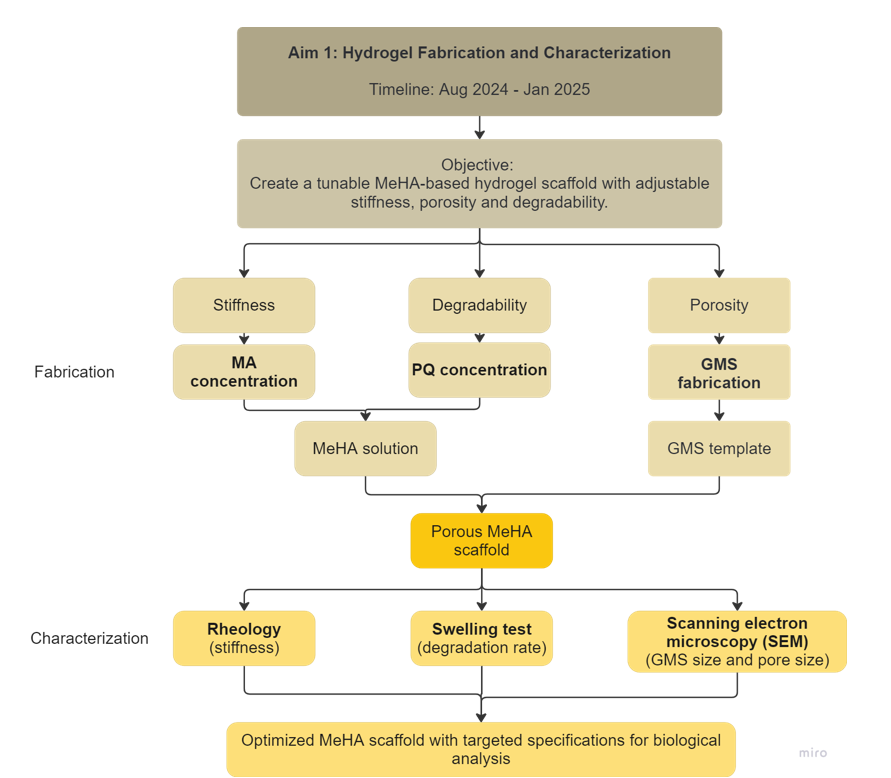 Aim 1: Hydrogel Fabrication and Characterization
Timeline: Aug 2024 - Jan 2025
Objective:
Create a tunable MeHA-based hydrogel scaffold with adjustable
stiffness, porosity and degradability.
Stiffness
Degradability
Porosity
Fabrication
MA
concentration
PQ concentration
GMS
fabrication
MeHA solution
GMS template
Porous MeHA
scaffold
Characterization
Rheology
(stiffness)
Swelling test
(degradation rate)
Scanning electron
microscopy (SEM)
(GMS size and pore size)
Optimized MeHA scaffold with targeted specifications for biological
analysis
miro